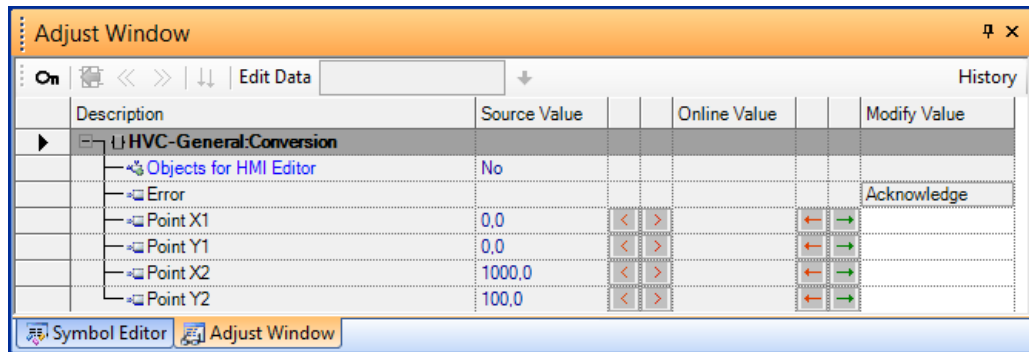 Adjust Window
Edit Data History
Description Source Value Online Value Modify Value
HVC-General:Conversion
Objects for HMI Editor No
Error Acknowledge
Point X1 0,0 < > ← →
Point Y1 0,0 < > ← →
Point X2 1000,0 < > ← →
Point Y2 100,0 < > ← →
Symbol Editor Adjust Window